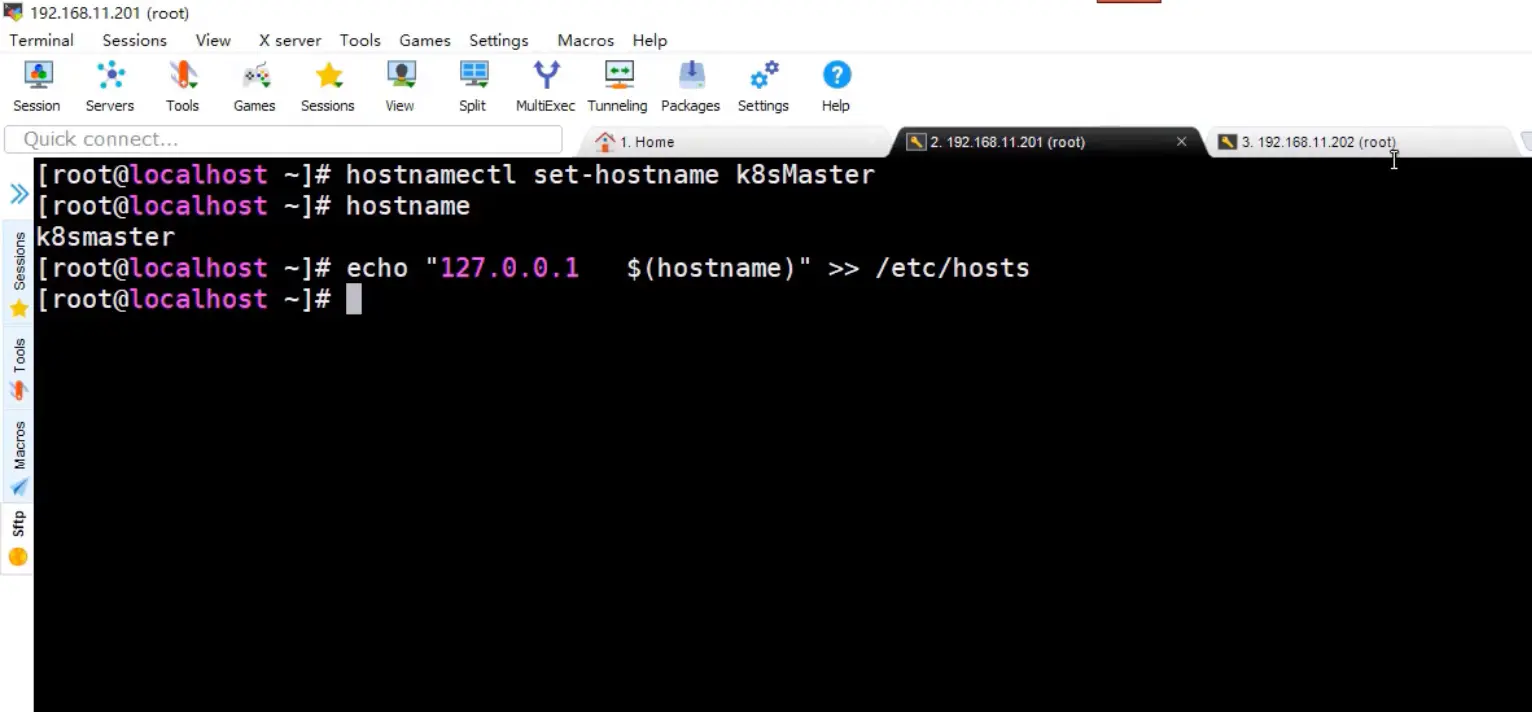 192.168.11.201 (root)
Terminal Sessions View X server Tools Games Settings Macros Help
Session Servers Tools Games Sessions View Split MultiExec Tunneling Packages Settings Help
Quick connect...
1. Home
2. 192.168.11.201 (root)
3. 192.168.11.202 (root)
[root@localhost ~]# hostnamectl set-hostname k8sMaster
[root@localhost ~]# hostname
k8smaster
[root@localhost ~]# echo "127.0.0.1   $(hostname)" >> /etc/hosts
[root@localhost ~]#
Sessions
Tools
Macros
Sftp